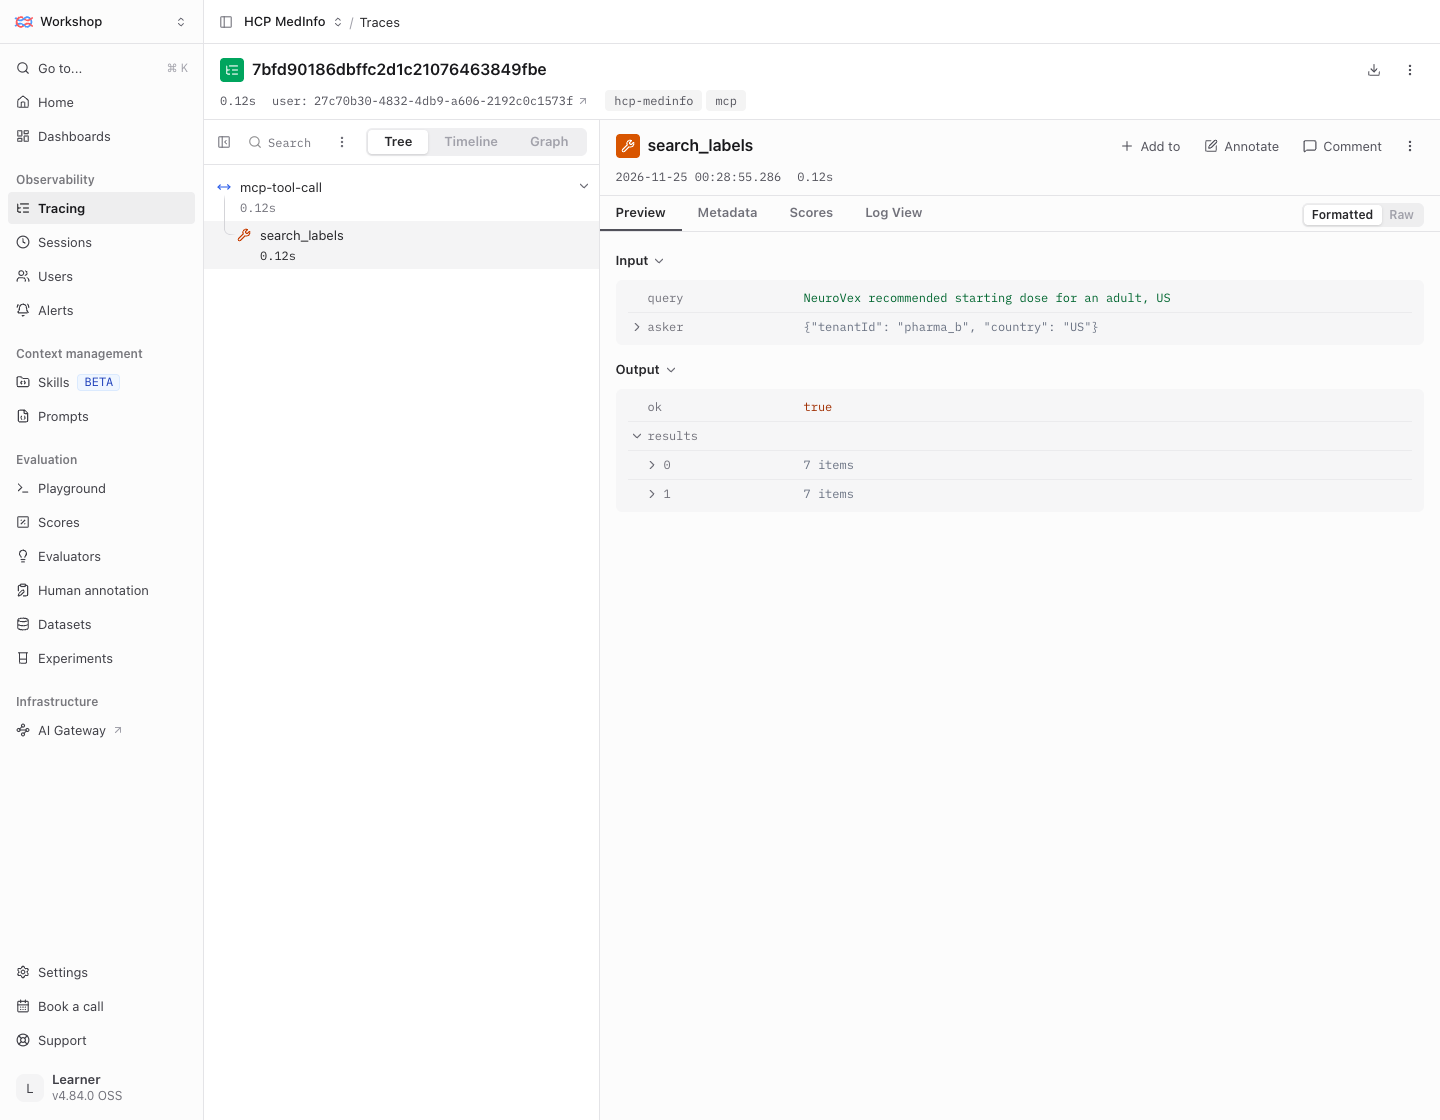 Workshop
Go to...
⌘ K
Home
Dashboards
Observability
Tracing
Sessions
Users
Alerts
Context management
Skills BETA
Prompts
Evaluation
Playground
Scores
Evaluators
Human annotation
Datasets
Experiments
Infrastructure
AI Gateway
Settings
Book a call
Support
L
Learner
v4.84.0 OSS
HCP MedInfo / Traces
7bfd90186dbffc2d1c21076463849fbe
0.12s user: 27c70b30-4832-4db9-a606-2192c0c1573f hcp-medinfo mcp
Search
Tree Timeline Graph
mcp-tool-call
0.12s
search_labels
0.12s
search_labels
Add to Annotate Comment
2026-11-25 00:28:55.286 0.12s
Preview Metadata Scores Log View
Formatted Raw
Input
query NeuroVex recommended starting dose for an adult, US
asker {"tenantId": "pharma_b", "country": "US"}
Output
ok true
results
0 7 items
1 7 items